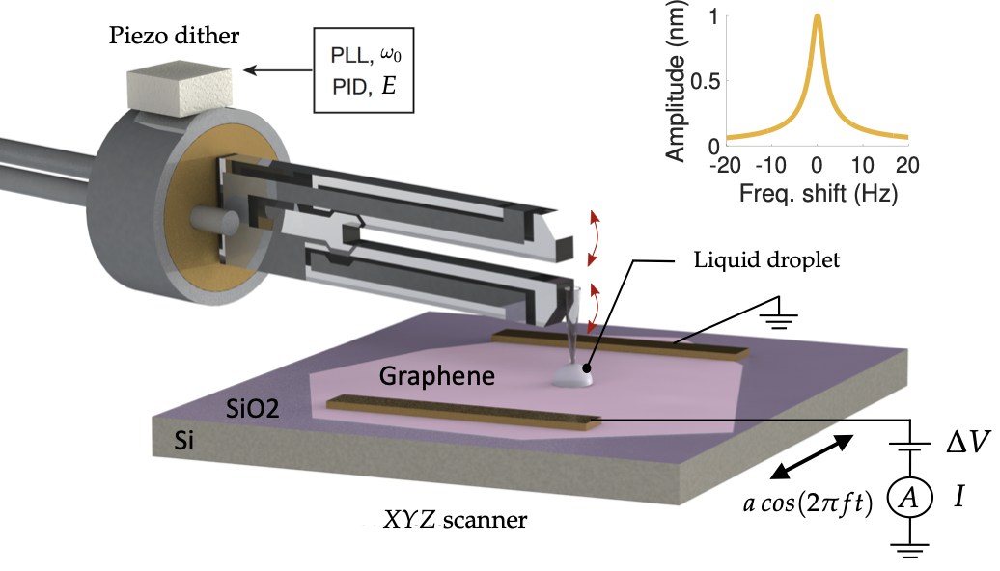 Piezo dither
PLL, ω₀
PID, E
Amplitude (nm)
1
0.5
0
-20 -10 0 10 20
Freq. shift (Hz)
Liquid droplet
Graphene
SiO2
Si
ΔV
a cos(2πft)
A
I
XYZ scanner